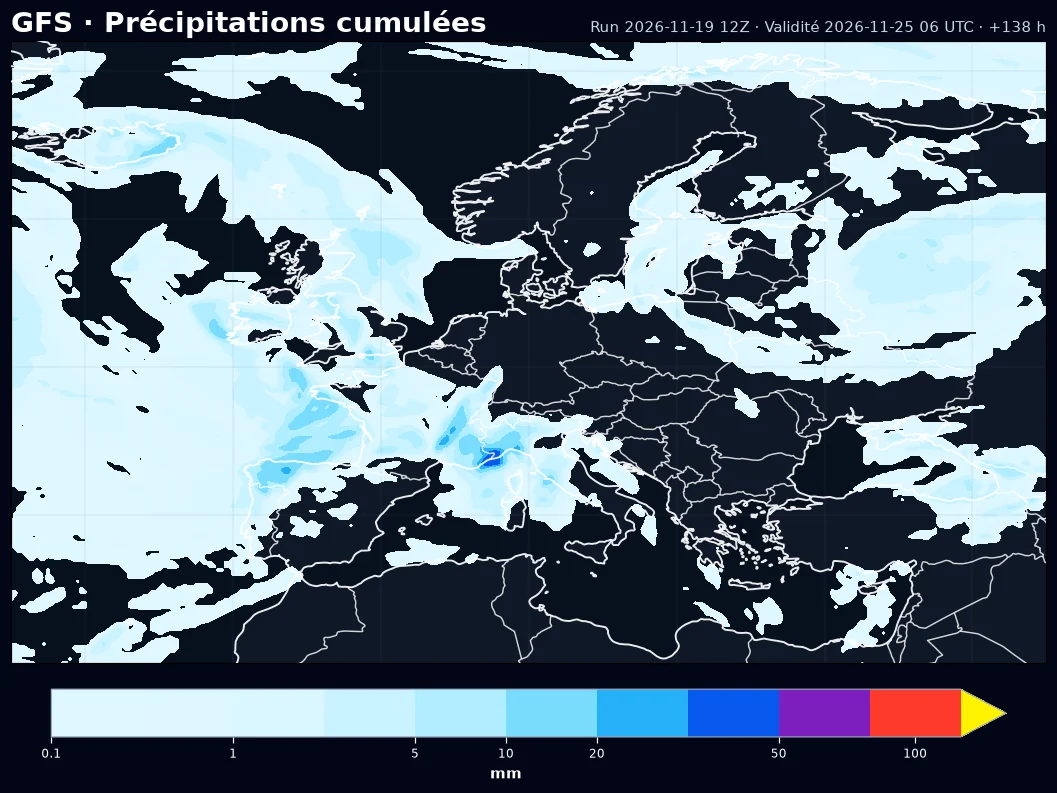 GFS · Précipitations cumulées
Run 2026-11-19 12Z · Validité 2026-11-25 06 UTC · +138 h
0.1 1 5 10 20 50 100
mm